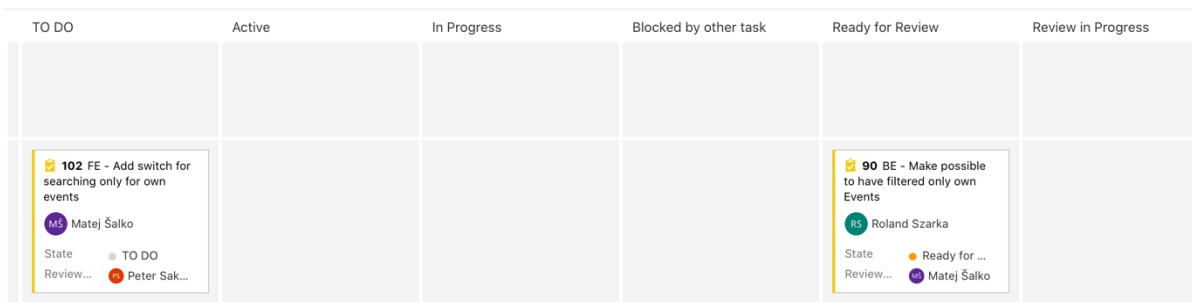 TO DO
Active
In Progress
Blocked by other task
Ready for Review
Review in Progress
102 FE - Add switch for
searching only for own
events
MŠ Matej Šalko
State TO DO
Review... PS Peter Sak...
90 BE - Make possible
to have filtered only own
Events
RS Roland Szarka
State Ready for ...
Review... MŠ Matej Šalko